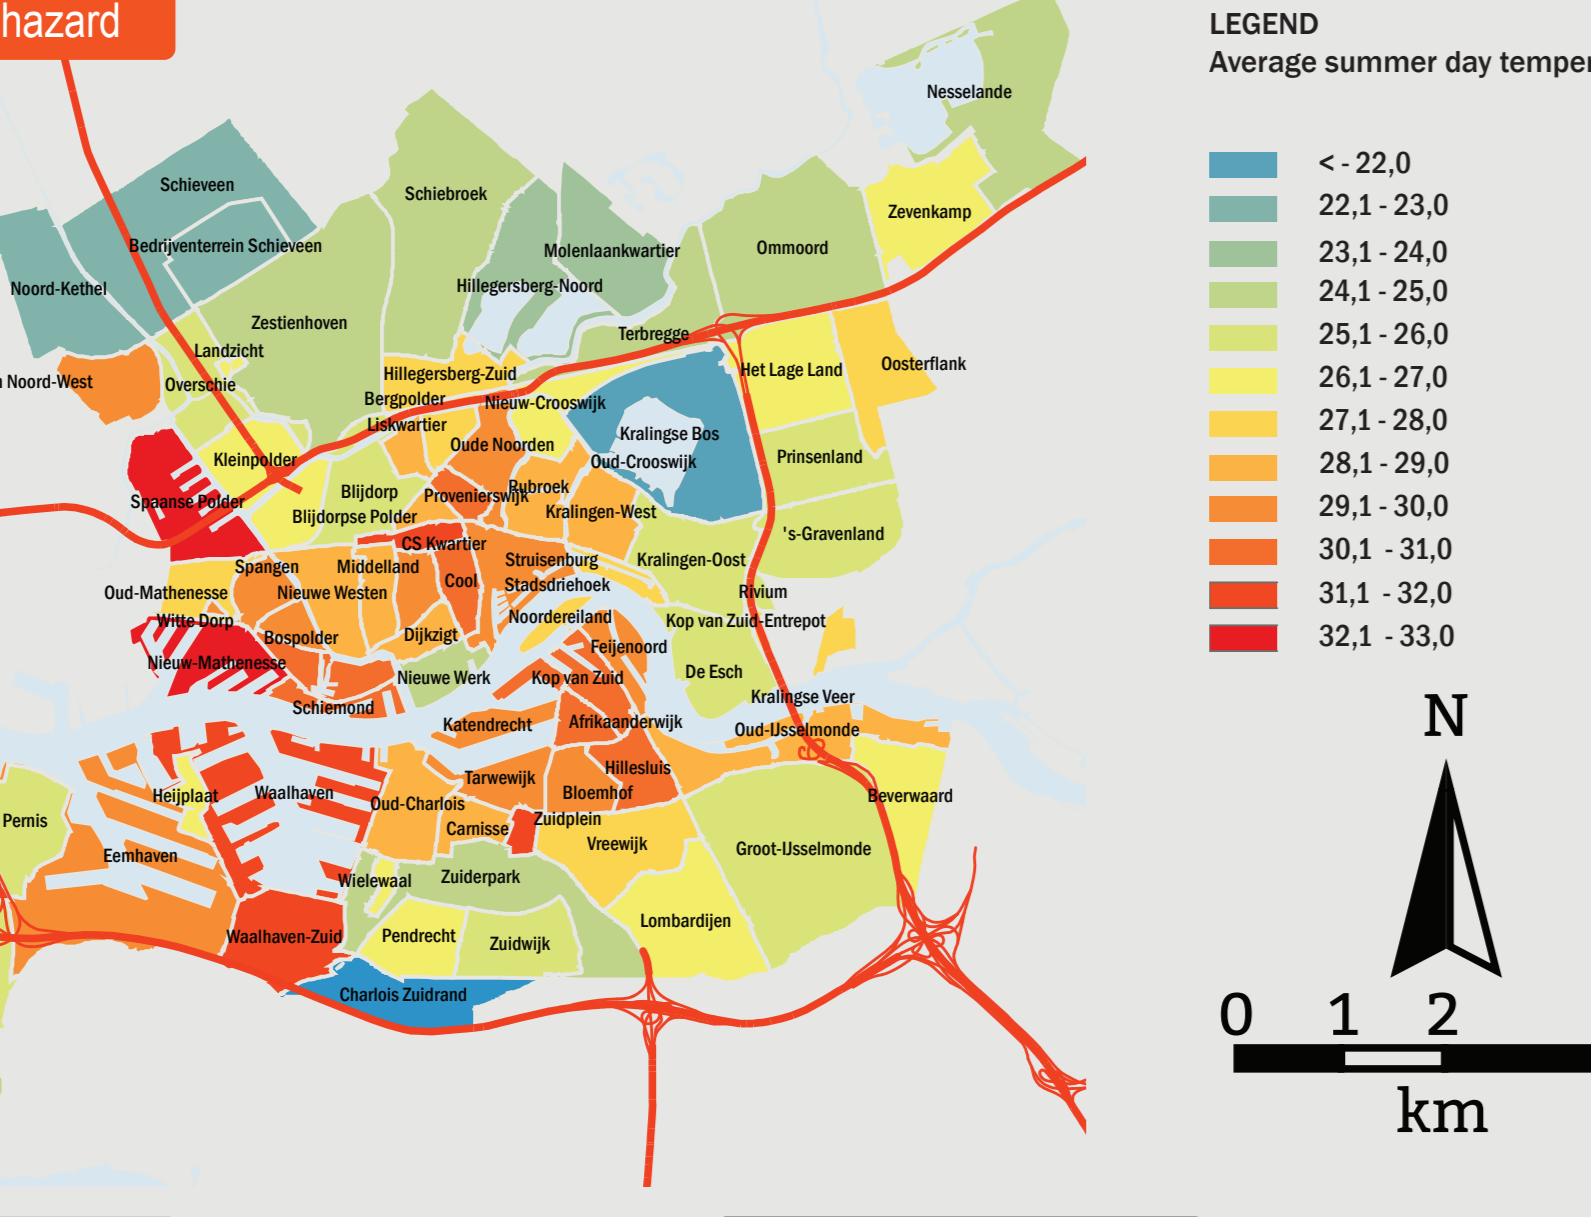 hazard
LEGEND
Average summer day temper
< - 22,0
22,1 - 23,0
23,1 - 24,0
24,1 - 25,0
25,1 - 26,0
26,1 - 27,0
27,1 - 28,0
28,1 - 29,0
29,1 - 30,0
30,1 - 31,0
31,1 - 32,0
32,1 - 33,0
N
0 1 2
km
Nesselande
Schieveen
Schiebroek
Zevenkamp
Bedrijventerrein Schieveen
Molenlaankwartier
Ommoord
Noord-Kethel
Hillegersberg-Noord
Zestienhoven
Terbregge
Landzicht
Oosterflank
Het Lage Land
Hillegersberg-Zuid
Noord-West
Overschie
Bergpolder
Nieuw-Crooswijk
Liskwartier
Kralingse Bos
Oude Noorden
Prinsenland
Kleinpolder
Oud-Crooswijk
Rubroek
Blijdorp
Provenierswijk
Spaanse Polder
Kralingen-West
Blijdorpse Polder
's-Gravenland
CS Kwartier
Struisenburg
Kralingen-Oost
Spangen
Middelland
Cool
Stadsdriehoek
Oud-Mathenesse
Nieuwe Westen
Rivium
Witte Dorp
Noordereiland
Kop van Zuid-Entrepot
Bospolder
Dijkzigt
Feijenoord
Nieuw-Mathenesse
De Esch
Nieuwe Werk
Kop van Zuid
Kralingse Veer
Schiemond
Katendrecht
Afrikaanderwijk
Oud-IJsselmonde
Hillesluis
Tarwewijk
Heijplaat
Waalhaven
Bloemhof
Beverwaard
Oud-Charlois
Pernis
Zuidplein
Carnisse
Vreewijk
Groot-IJsselmonde
Eemhaven
Wielewaal
Zuiderpark
Lombardijen
Waalhaven-Zuid
Pendrecht
Zuidwijk
Charlois Zuidrand